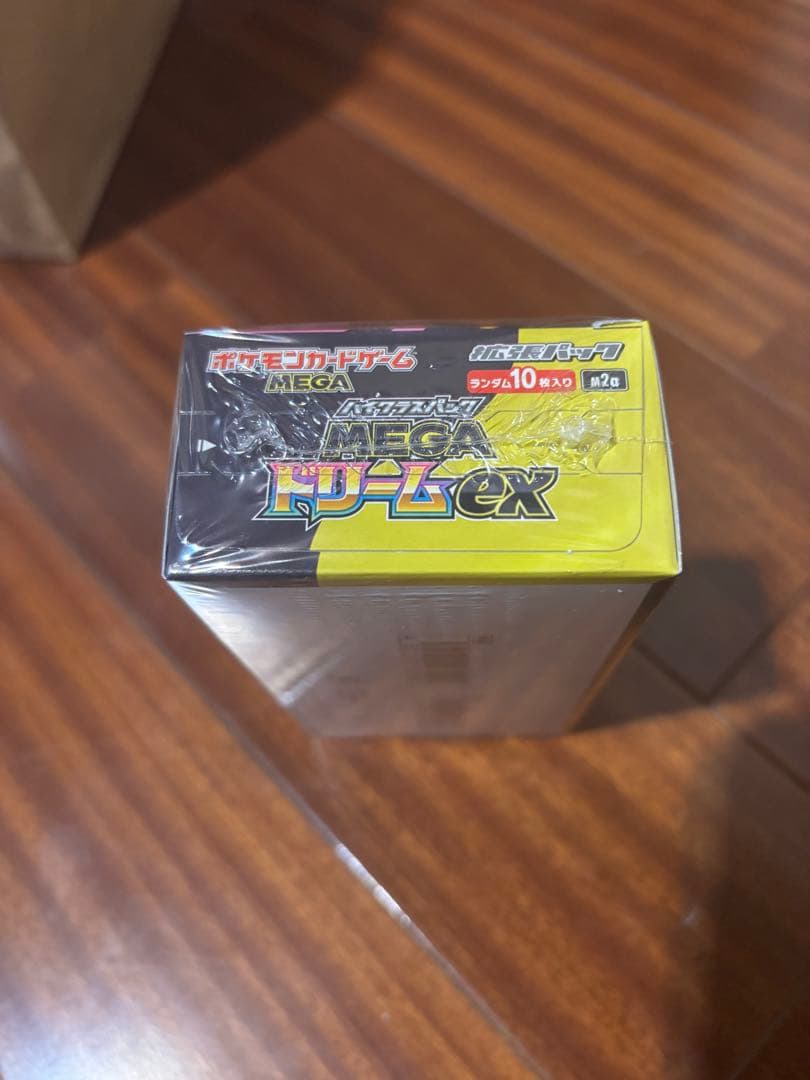 ポケモンカードゲーム
MEGA
拡張パック
ランダム10枚入り
M2a
ハイクラスパック
MEGA
ドリームex